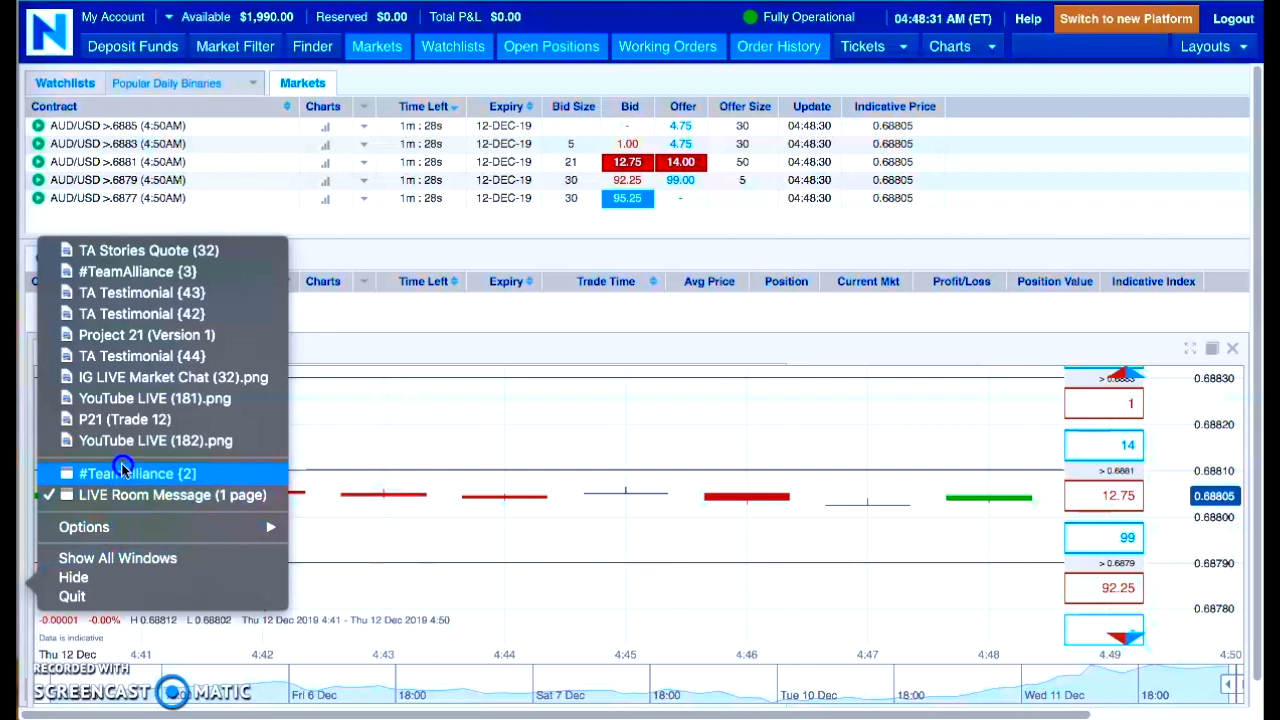 My Account Available $1,990.00 Reserved $0.00 Total P&L $0.00 Fully Operational 04:48:31 AM (ET) Help Switch to new Platform Logout
N
Deposit Funds Market Filter Finder Markets Watchlists Open Positions Working Orders Order History Tickets Charts Layouts
Watchlists Popular Daily Binaries Markets
Contract Charts Time Left Expiry Bid Size Bid Offer Offer Size Update Indicative Price
AUD/USD >.6885 (4:50AM) 1m : 28s 12-DEC-19 - 4.75 30 04:48:30 0.68805
AUD/USD >.6883 (4:50AM) 1m : 28s 12-DEC-19 5 1.00 4.75 30 04:48:30 0.68805
AUD/USD >.6881 (4:50AM) 1m : 28s 12-DEC-19 21 12.75 14.00 50 04:48:30 0.68805
AUD/USD >.6879 (4:50AM) 1m : 28s 12-DEC-19 30 92.25 99.00 5 04:48:30 0.68805
AUD/USD >.6877 (4:50AM) 1m : 28s 12-DEC-19 30 95.25 - 04:48:30 0.68805
Charts Time Left Expiry Trade Time Avg Price Position Current Mkt Profit/Loss Position Value Indicative Index
TA Stories Quote (32)
#TeamAlliance {3}
TA Testimonial {43}
TA Testimonial {42}
Project 21 (Version 1)
TA Testimonial {44}
IG LIVE Market Chat (32).png
YouTube LIVE (181).png
P21 (Trade 12)
YouTube LIVE (182).png
#TeamAlliance {2}
LIVE Room Message (1 page)
Options
Show All Windows
Hide
Quit
> 0.6883 0.68830
1
0.68820
14
> 0.6881 0.68810
12.75 0.68805
0.68800
99
> 0.6879 0.68790
92.25
0.68780
-0.00001 -0.00% H 0.68812 L 0.68802 Thu 12 Dec 2019 4:41 - Thu 12 Dec 2019 4:50
Data is indicative
Thu 12 Dec 4:41 4:42 4:43 4:44 4:45 4:46 4:47 4:48 4:49 4:50
RECORDED WITH
SCREENCAST MATIC
Fri 6 Dec 18:00 Sat 7 Dec 18:00 Tue 10 Dec 18:00 Wed 11 Dec 18:00